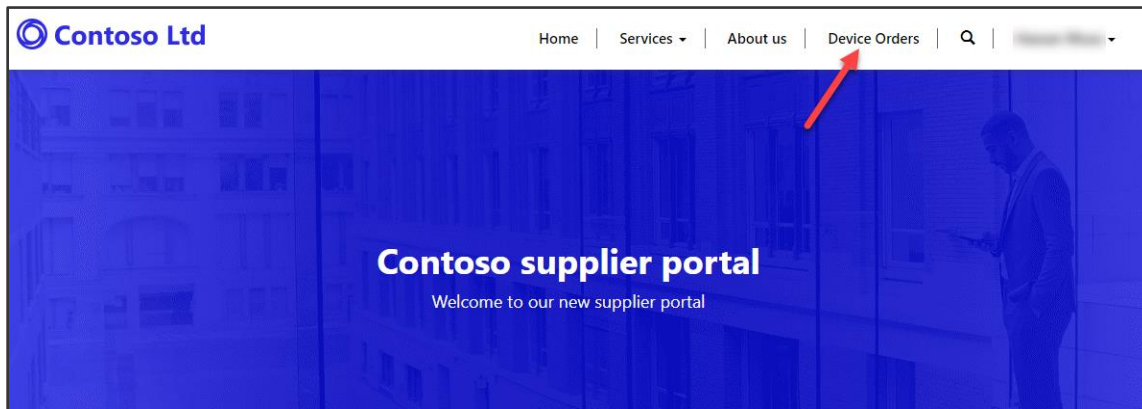 Contoso Ltd
Home Services About us Device Orders
Contoso supplier portal
Welcome to our new supplier portal